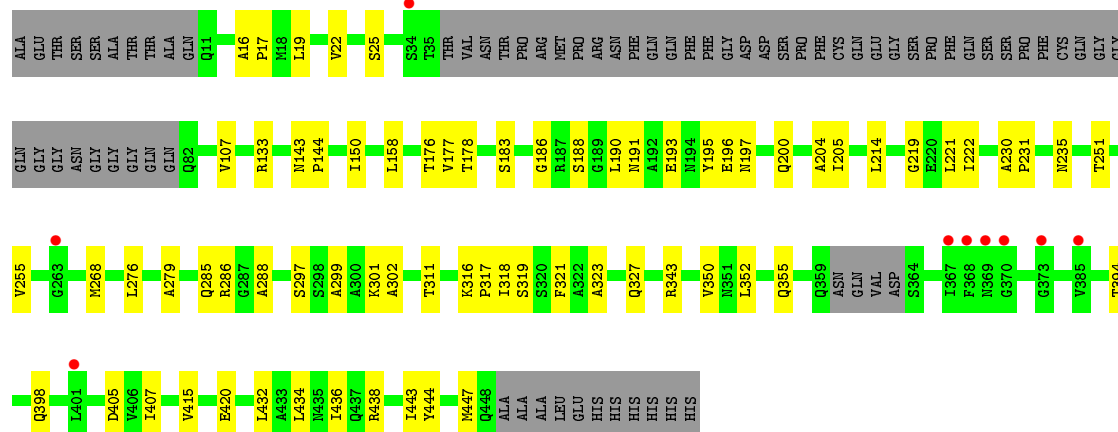 ALA GLU THR SER SER ALA THR THR ALA GLN Q11 A16 P17 M18 L19 V22 S25 S34 T35 THR VAL ASN THR PRO ARG MET PRO ARG ASN PHE GLN GLN PHE PHE GLY ASP ASP SER PRO PHE CYS GLN GLU GLY SER PRO PHE GLN SER SER PRO PHE CYS GLN GLY GLY
GLN GLY GLY ASN GLY GLY GLY GLN GLN Q82 V107 R133 N143 P144 I150 L158 T176 V177 T178 S183 G186 R187 S188 G189 L190 N191 A192 E193 N194 Y195 E196 N197 Q200 A204 I205 L214 G219 E220 L221 I222 A230 P231 N235 T251
V255 G263 M268 L276 A279 Q285 R286 G287 A288 S297 S298 A299 A300 K301 A302 T311 K316 P317 I318 S319 S320 F321 A322 A323 Q327 R343 V350 N351 L352 Q355 Q359 ASN GLN VAL ASP S364 I367 F368 N369 G370 G373 V385 T394
Q398 L401 D405 V406 I407 V415 E420 L432 A433 L434 N435 I436 Q437 R438 I443 Y444 M447 Q448 ALA ALA ALA LEU GLU HIS HIS HIS HIS HIS HIS